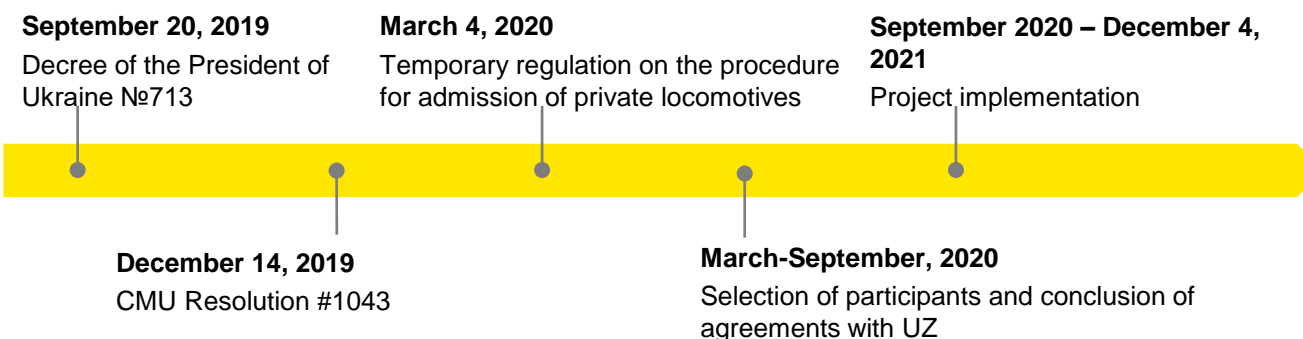 September 20, 2019
Decree of the President of
Ukraine №713
March 4, 2020
Temporary regulation on the procedure
for admission of private locomotives
September 2020 – December 4,
2021
Project implementation
December 14, 2019
CMU Resolution #1043
March-September, 2020
Selection of participants and conclusion of
agreements with UZ